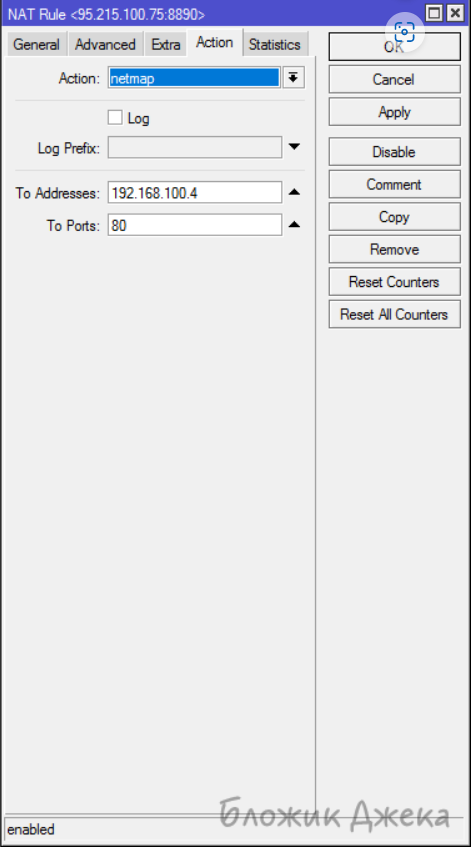 NAT Rule <95.215.100.75:8890>
General Advanced Extra Action Statistics
Action: netmap
Log
Log Prefix:
To Addresses: 192.168.100.4
To Ports: 80
OK
Cancel
Apply
Disable
Comment
Copy
Remove
Reset Counters
Reset All Counters
Бложик Джека
enabled